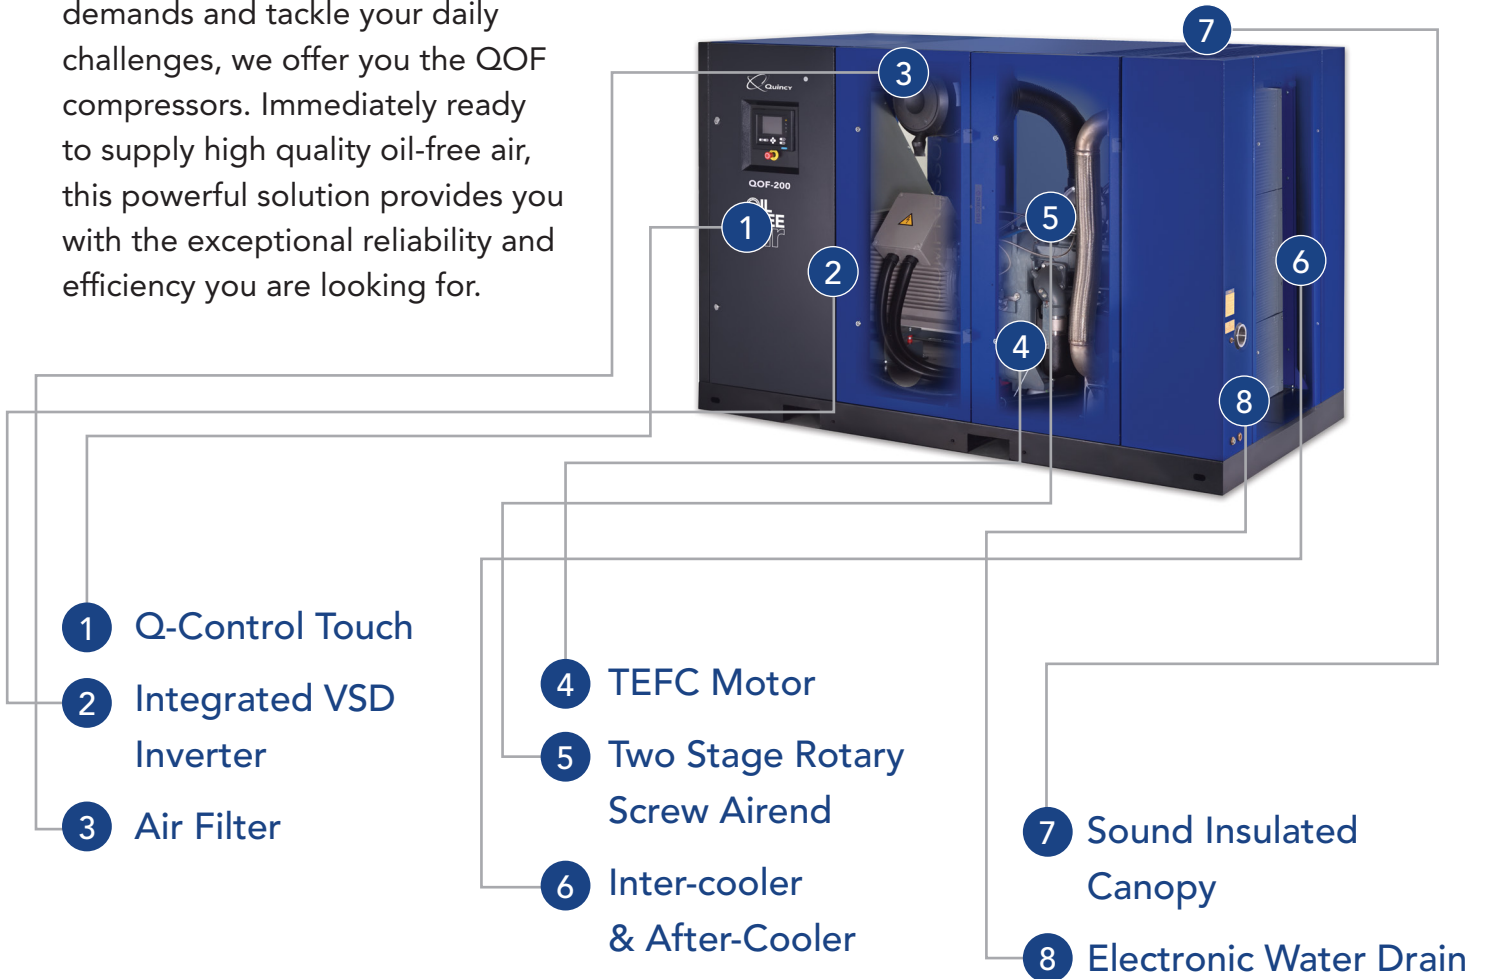 demands and tackle your daily
challenges, we offer you the QOF
compressors. Immediately ready
to supply high quality oil-free air,
this powerful solution provides you
with the exceptional reliability and
efficiency you are looking for.
7
3
Quincy
QOF-200
OIL
1
2
5
4
6
8
1 Q-Control Touch
2 Integrated VSD
Inverter
3 Air Filter
4 TEFC Motor
5 Two Stage Rotary
Screw Airend
6 Inter-cooler
& After-Cooler
7 Sound Insulated
Canopy
8 Electronic Water Drain